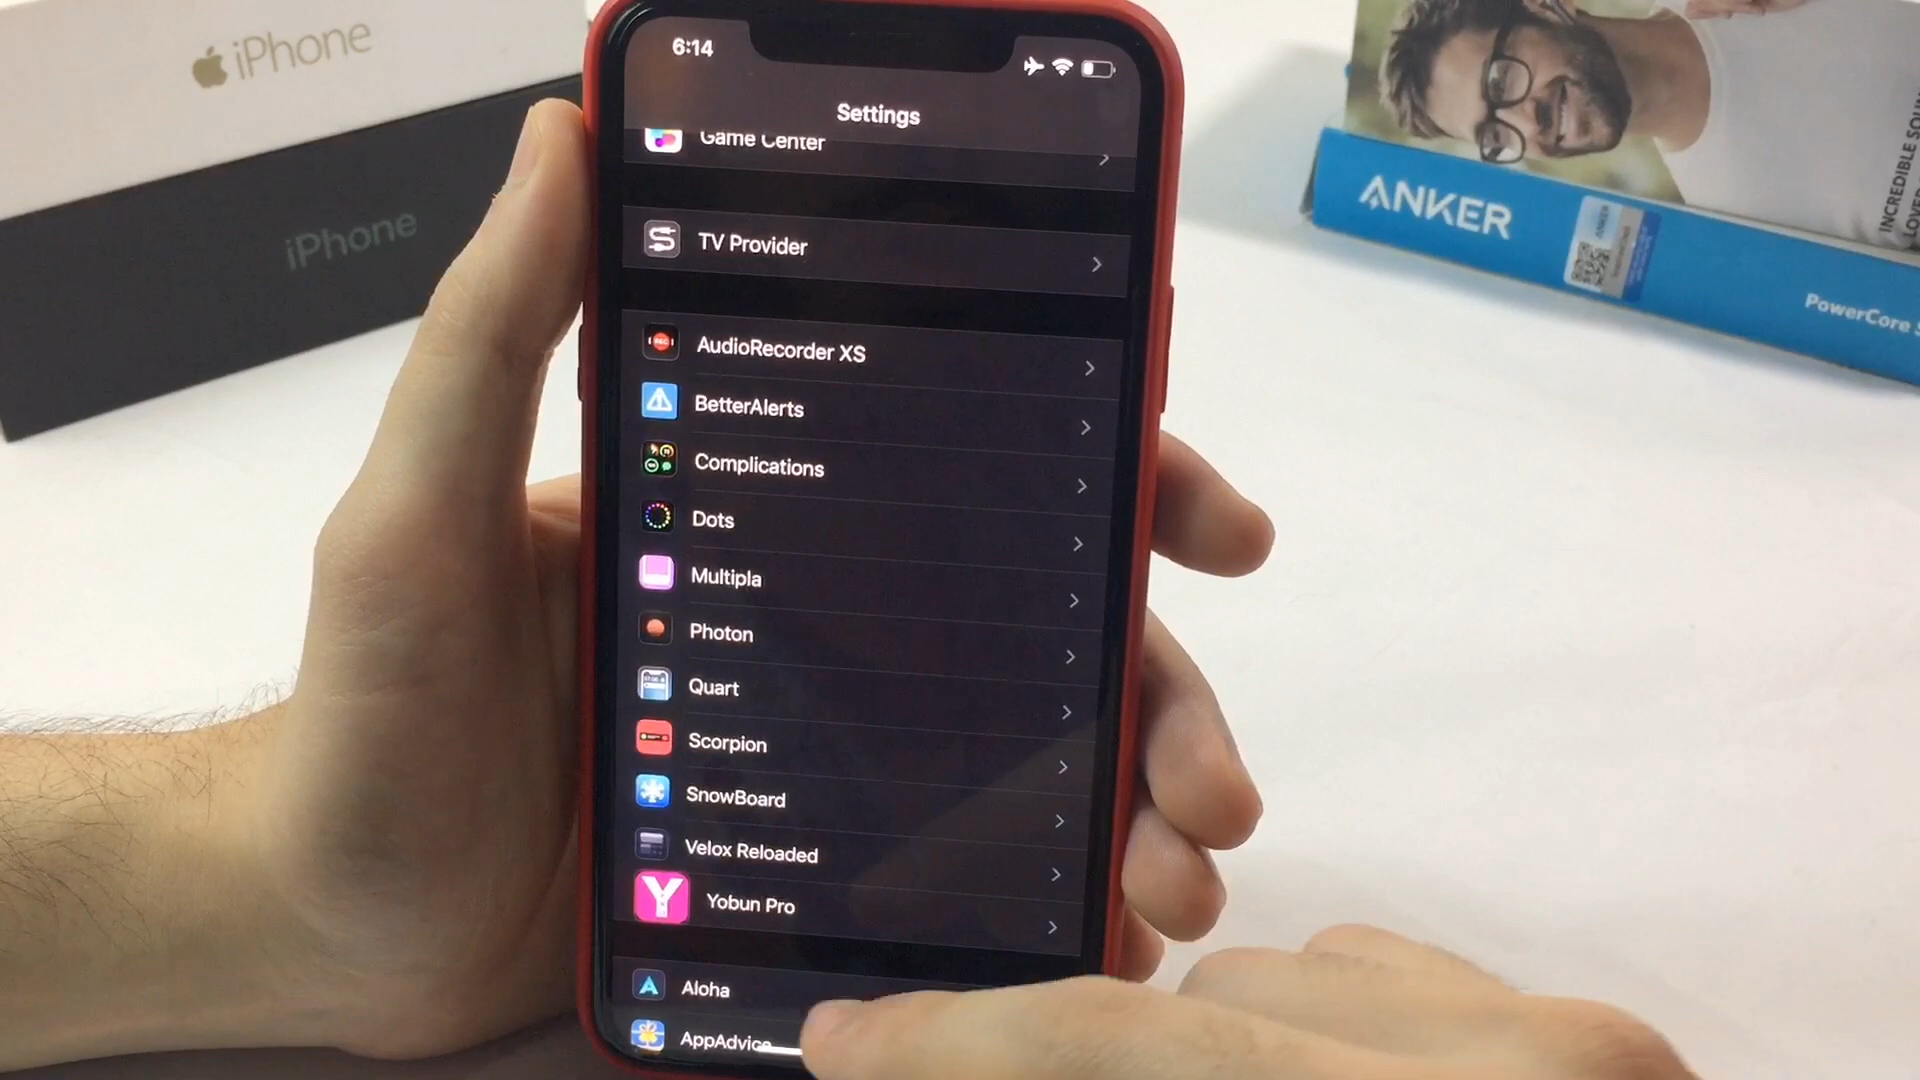 iPhone
iPhone
6:14
Settings
Game Center
TV Provider
AudioRecorder XS
BetterAlerts
Complications
Dots
Multipla
Photon
Quart
Scorpion
SnowBoard
Velox Reloaded
Yobun Pro
Aloha
AppAdvice
ANKER
ANKER
PowerCore
INCREDIBLE